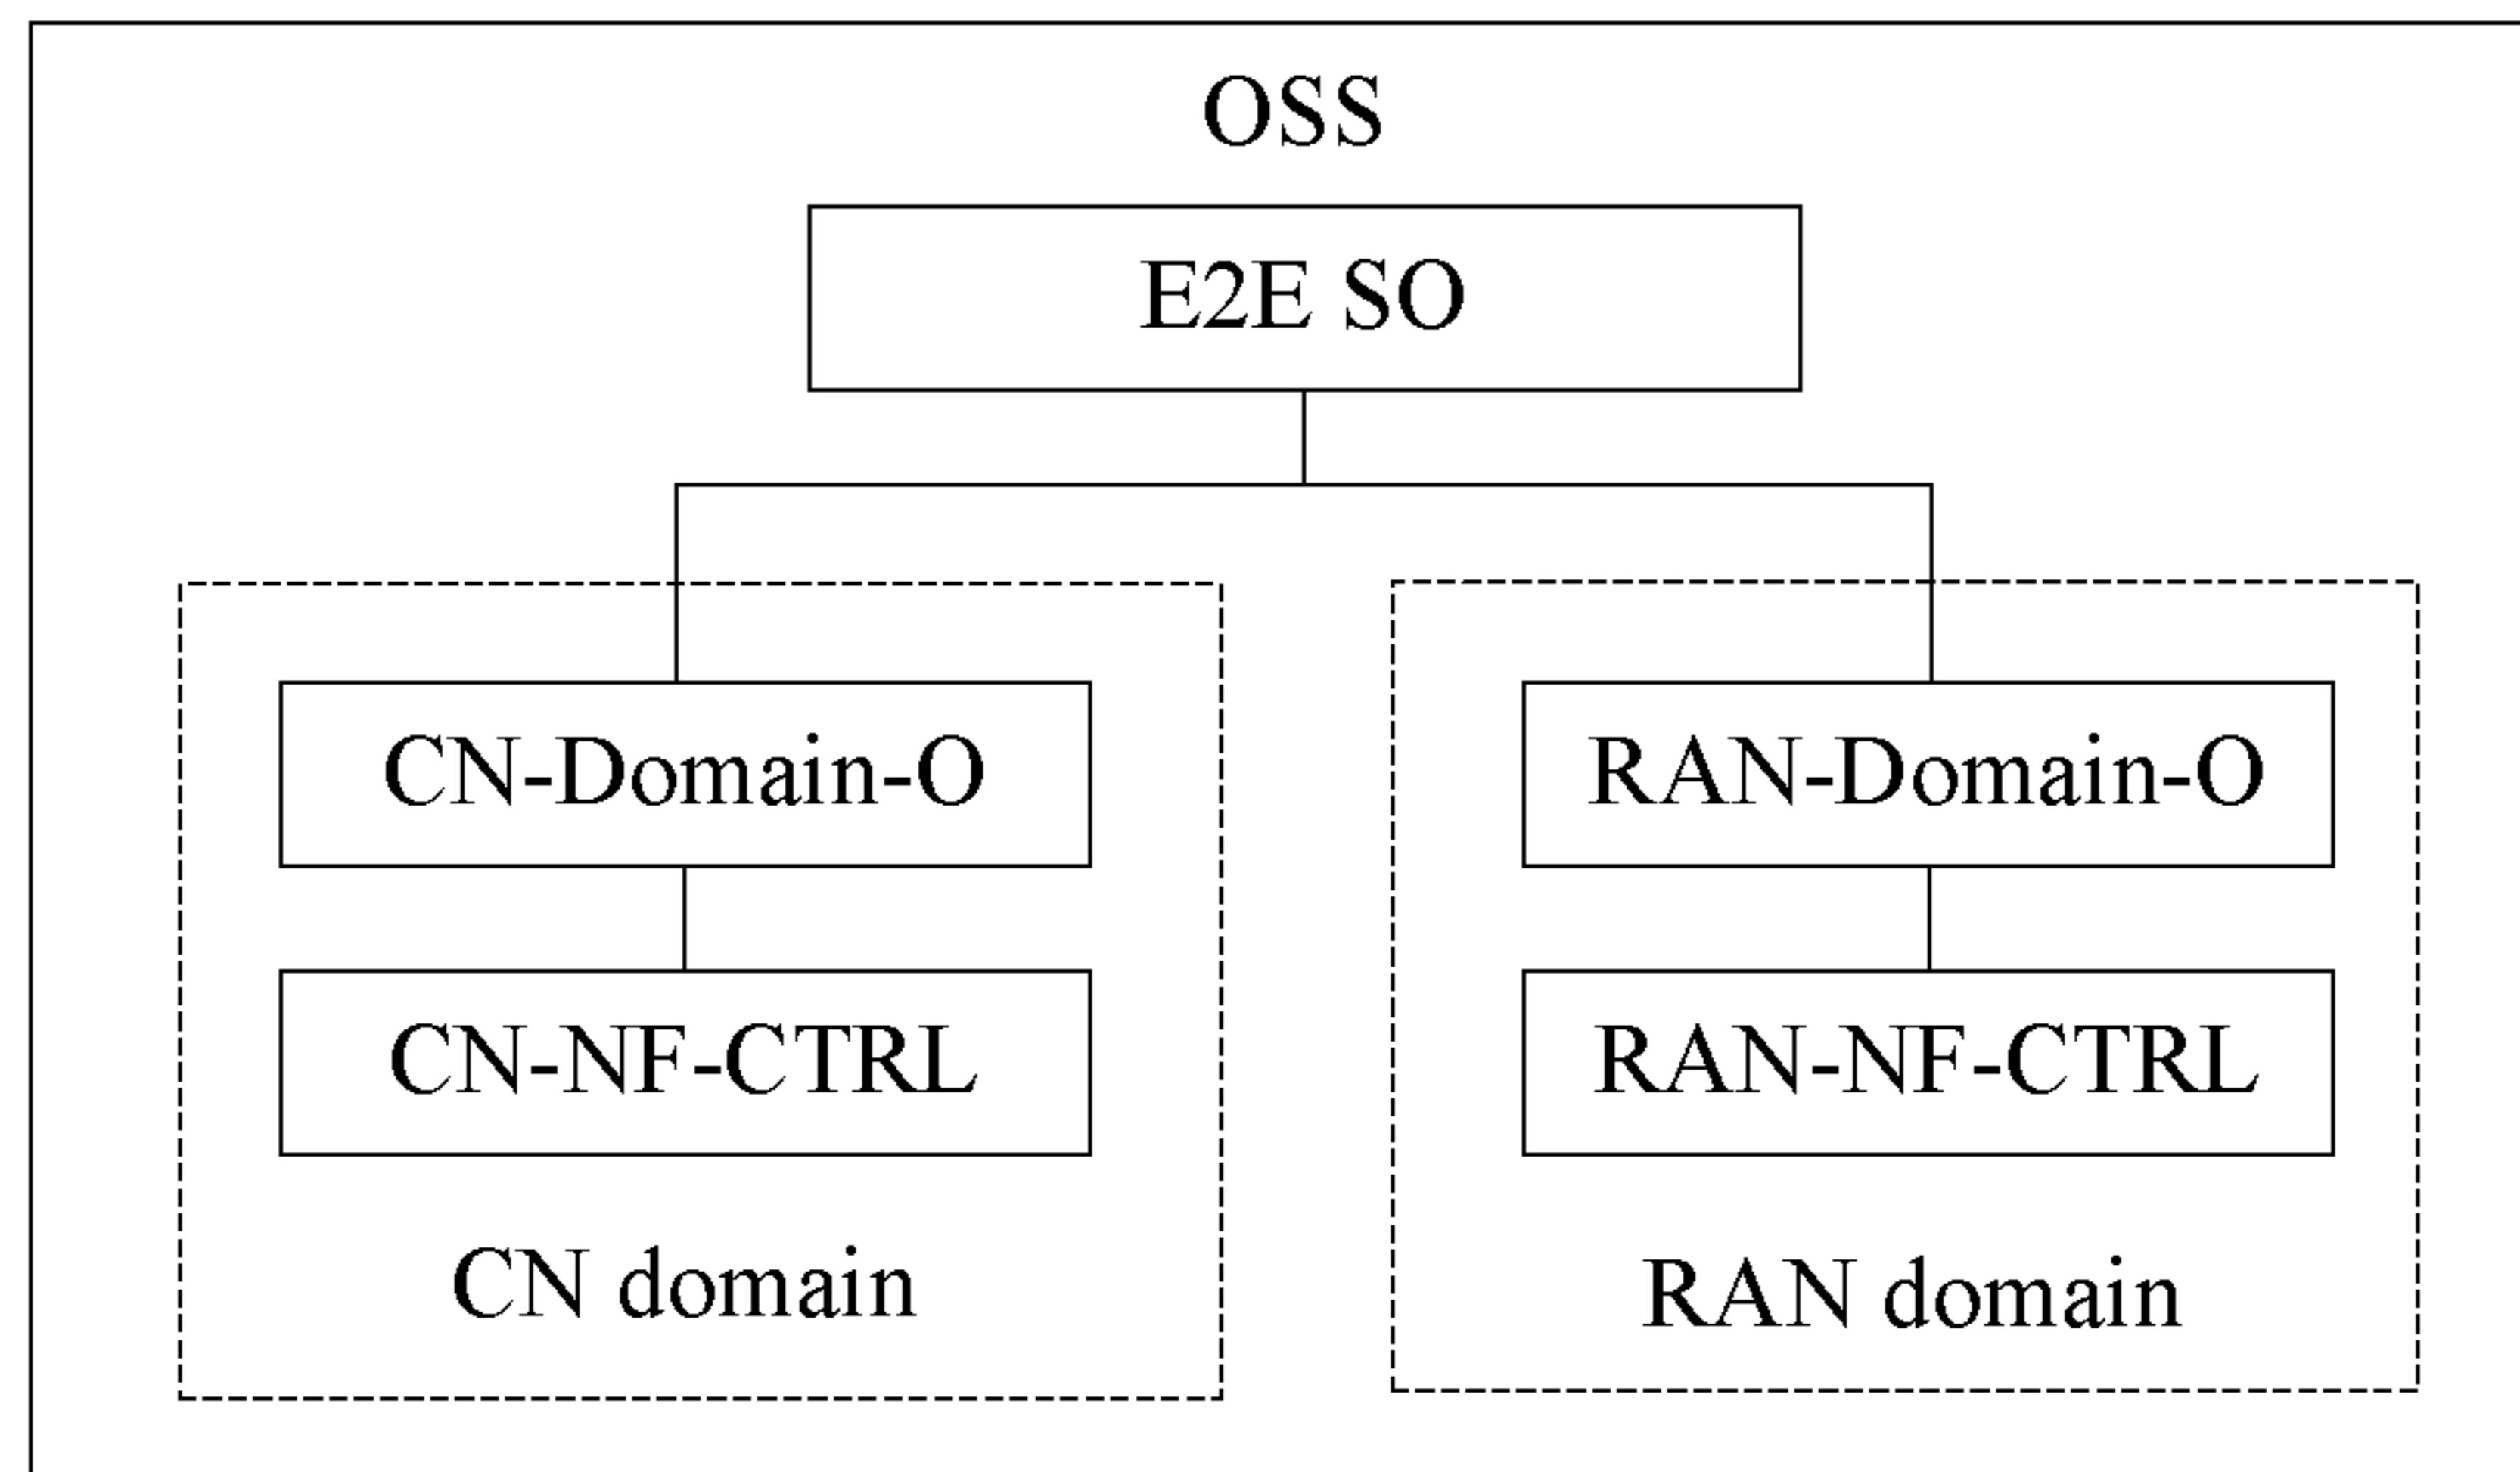 OSS
E2E SO
CN-Domain-O
RAN-Domain-O
CN-NF-CTRL
RAN-NF-CTRL
CN domain
RAN domain